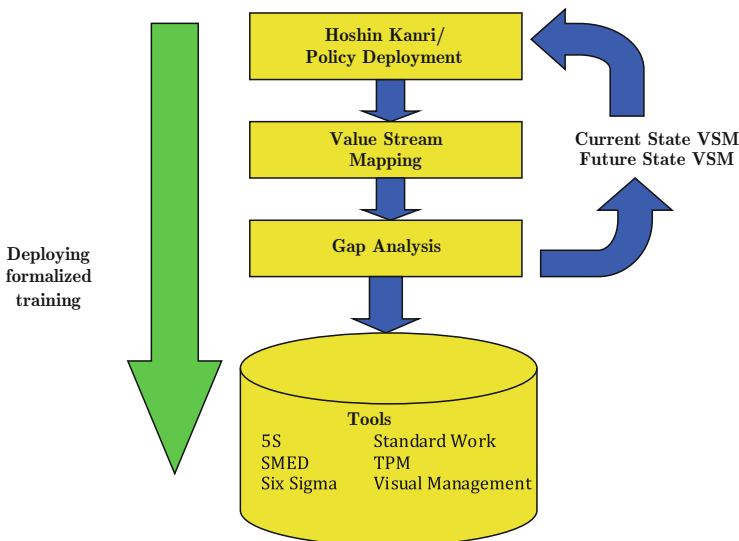 Hoshin Kanri/
Policy Deployment
Value Stream
Mapping
Current State VSM
Future State VSM
Gap Analysis
Deploying
formalized
training
Tools
5S Standard Work
SMED TPM
Six Sigma Visual Management